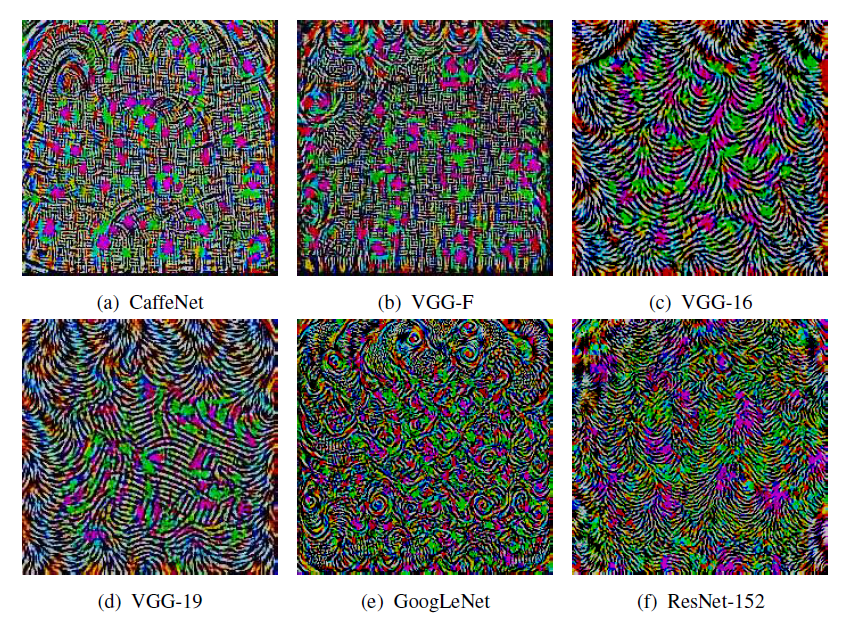 (a) CaffeNet
(b) VGG-F
(c) VGG-16
(d) VGG-19
(e) GoogLeNet
(f) ResNet-152